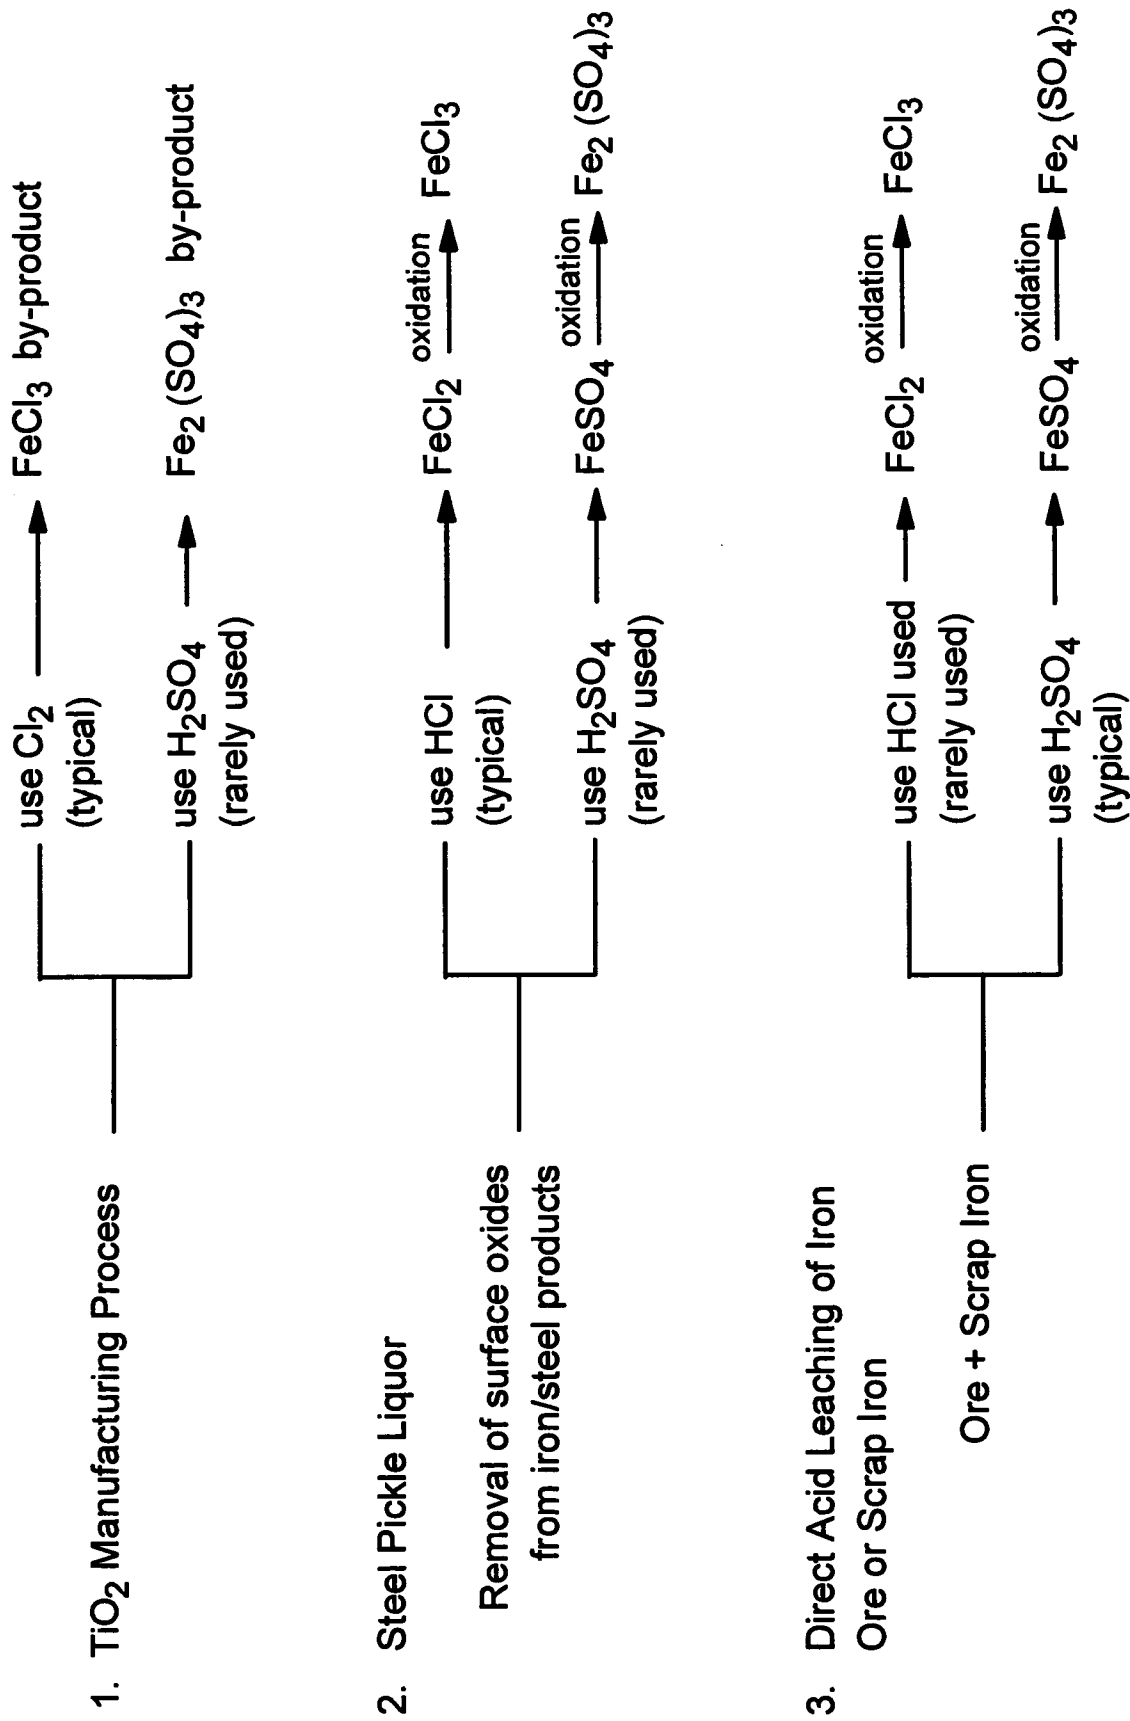 1. TiO2 Manufacturing Process
use Cl2 → FeCl3 by-product
(typical)
use H2SO4 → Fe2 (SO4)3 by-product
(rarely used)
2. Steel Pickle Liquor
Removal of surface oxides
from iron/steel products
use HCl → FeCl2 oxidation → FeCl3
(typical)
use H2SO4 → FeSO4 oxidation → Fe2 (SO4)3
(rarely used)
3. Direct Acid Leaching of Iron
Ore or Scrap Iron
Ore + Scrap Iron
use HCl used → FeCl2 oxidation → FeCl3
(rarely used)
use H2SO4 → FeSO4 oxidation → Fe2 (SO4)3
(typical)